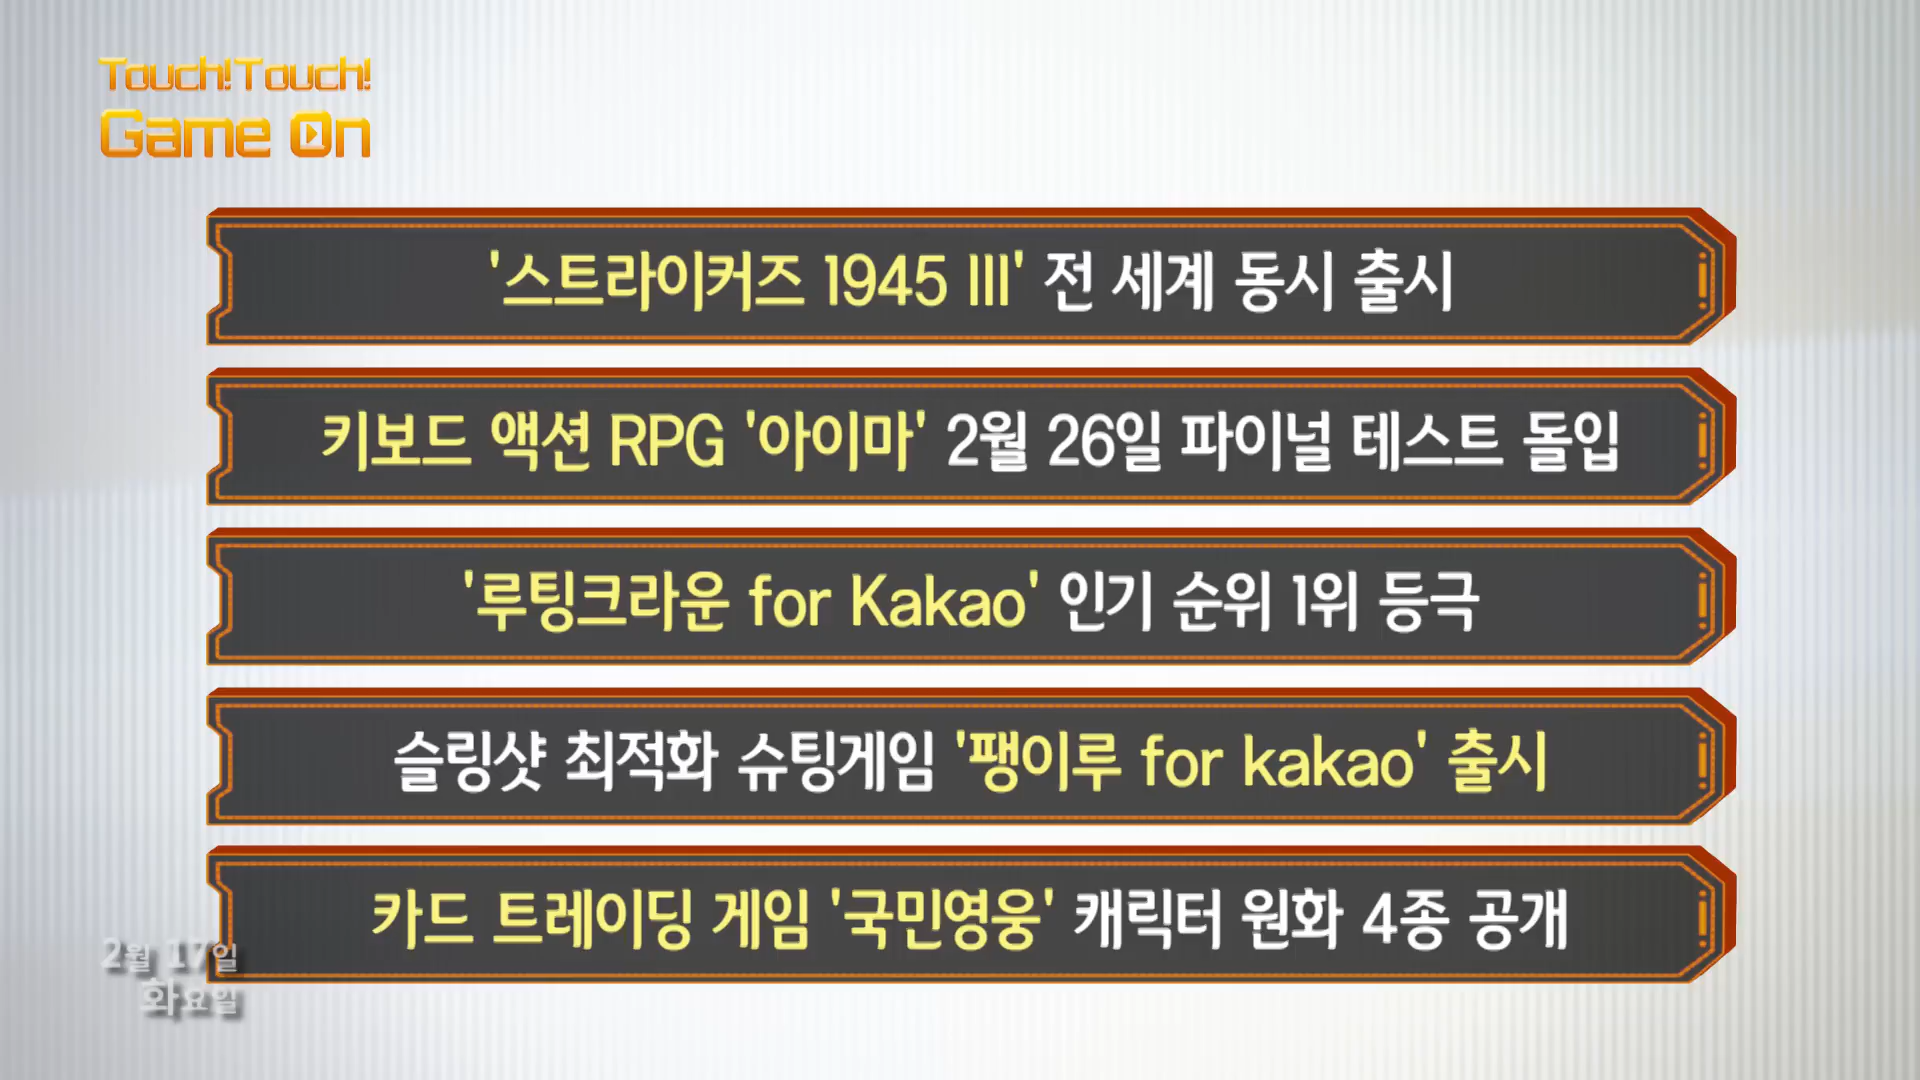 Touch!Touch!
Game On
'스트라이커즈 1945 III' 전 세계 동시 출시
키보드 액션 RPG '아이마' 2월 26일 파이널 테스트 돌입
'루팅크라운 for Kakao' 인기 순위 1위 등극
슬링샷 최적화 슈팅게임 '팽이루 for kakao' 출시
카드 트레이딩 게임 '국민영웅' 캐릭터 원화 4종 공개
2월 17일
화요일